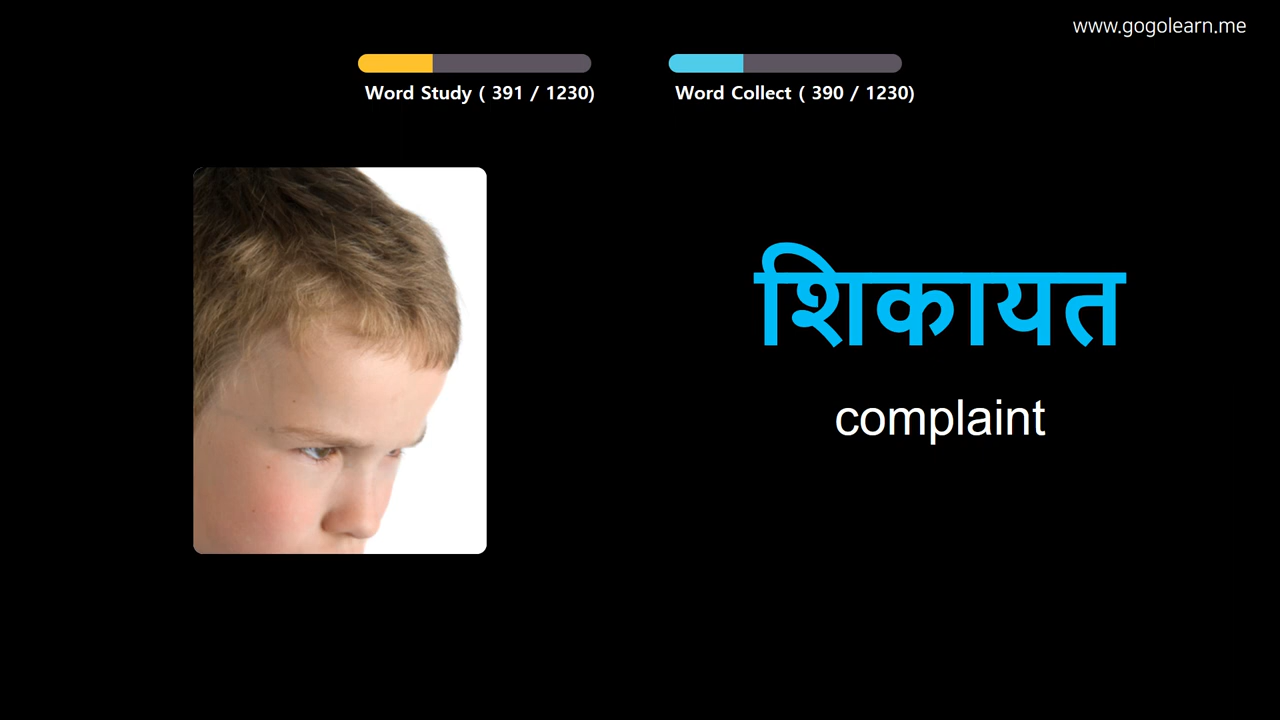 www.gogolearn.me
Word Study ( 391 / 1230)
Word Collect ( 390 / 1230)
शिकायत
complaint